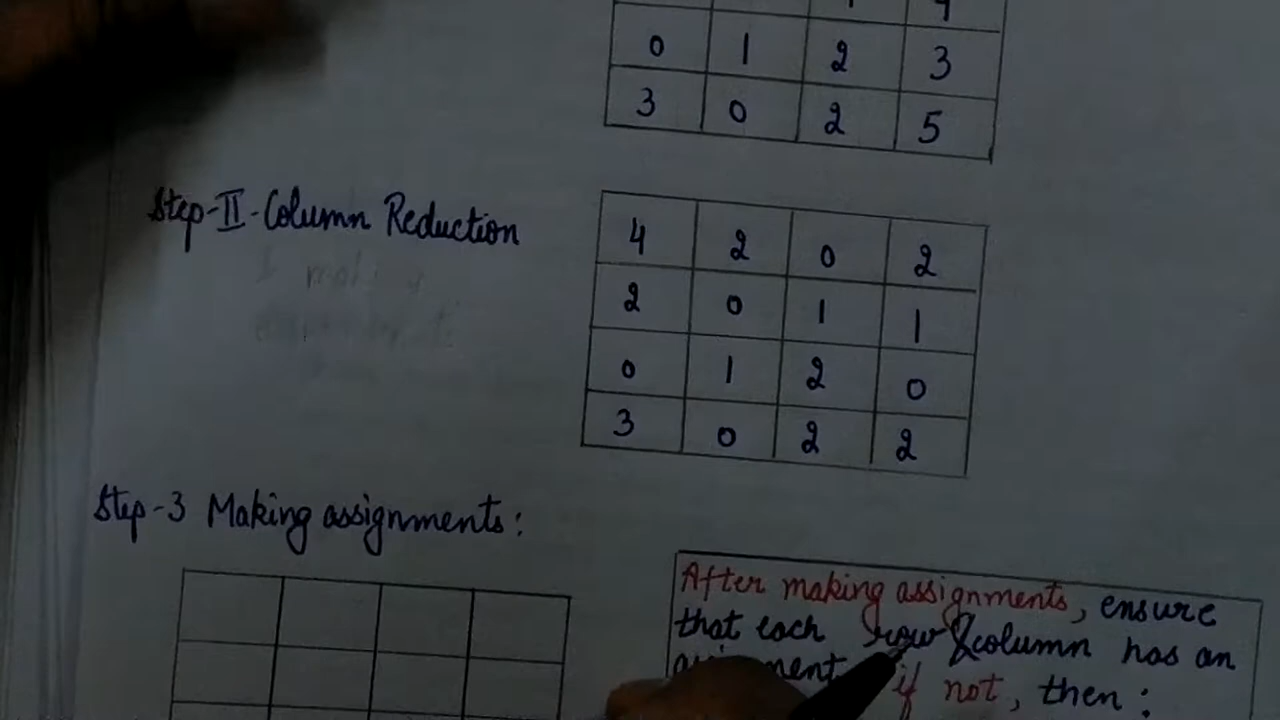 0 1 2 3
3 0 2 5
Step-II-Column Reduction
4 2 0 2
2 0 1 1
0 1 2 0
3 0 2 2
Step-3 Making assignments:
After making assignments, ensure
that each row & column has an
if not, then :